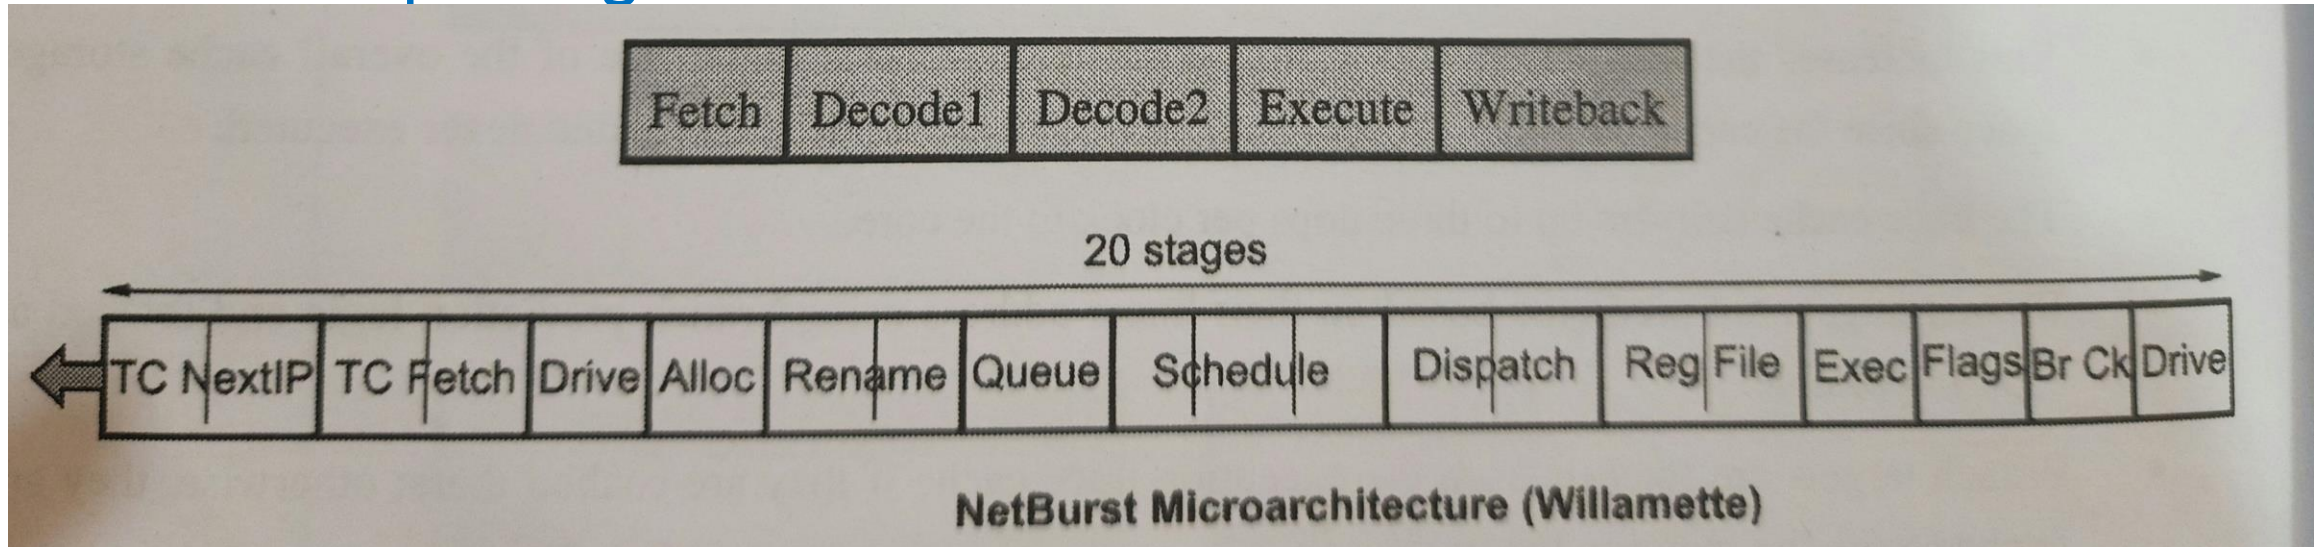 Fetch Decode1 Decode2 Execute Writeback
20 stages
TC NextIP TC Fetch Drive Alloc Rename Queue Schedule Dispatch Reg File Exec Flags Br Ck Drive
NetBurst Microarchitecture (Willamette)